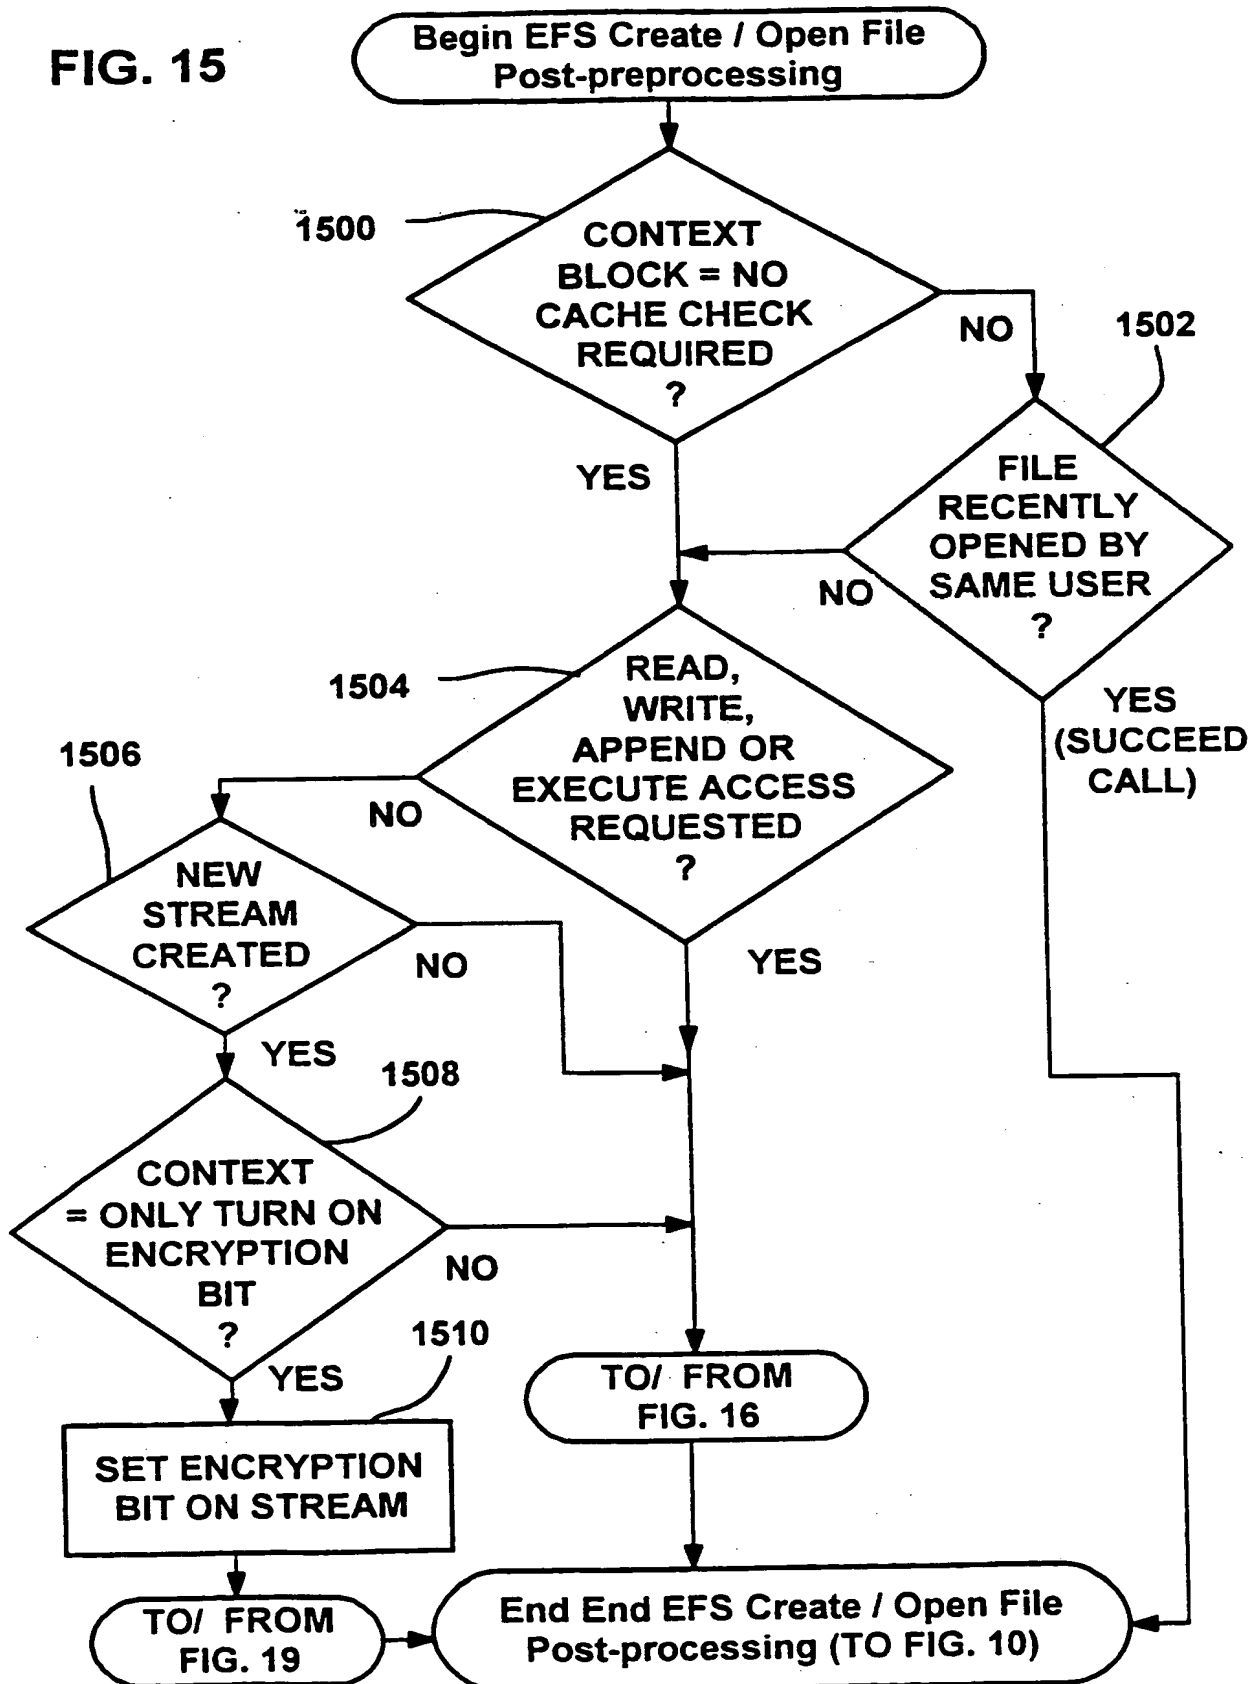 FIG. 15
Begin EFS Create / Open File
Post-preprocessing
1500
CONTEXT
BLOCK = NO
CACHE CHECK
REQUIRED
?
NO
1502
YES
FILE
RECENTLY
OPENED BY
SAME USER
?
NO
YES
(SUCCEED
CALL)
1504
READ,
WRITE,
APPEND OR
EXECUTE ACCESS
REQUESTED
?
NO
YES
1506
NEW
STREAM
CREATED
?
NO
YES
1508
CONTEXT
= ONLY TURN ON
ENCRYPTION
BIT
?
NO
YES
1510
SET ENCRYPTION
BIT ON STREAM
TO/ FROM
FIG. 16
TO/ FROM
FIG. 19
End End EFS Create / Open File
Post-processing (TO FIG. 10)